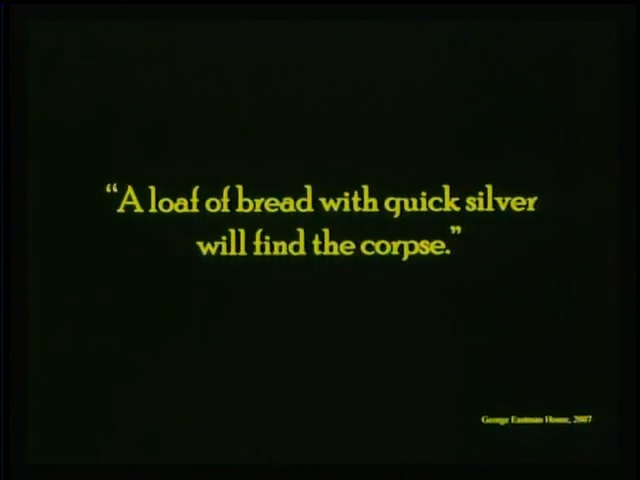 “A loaf of bread with quick silver
will find the corpse.”
George Eastman House, 2007